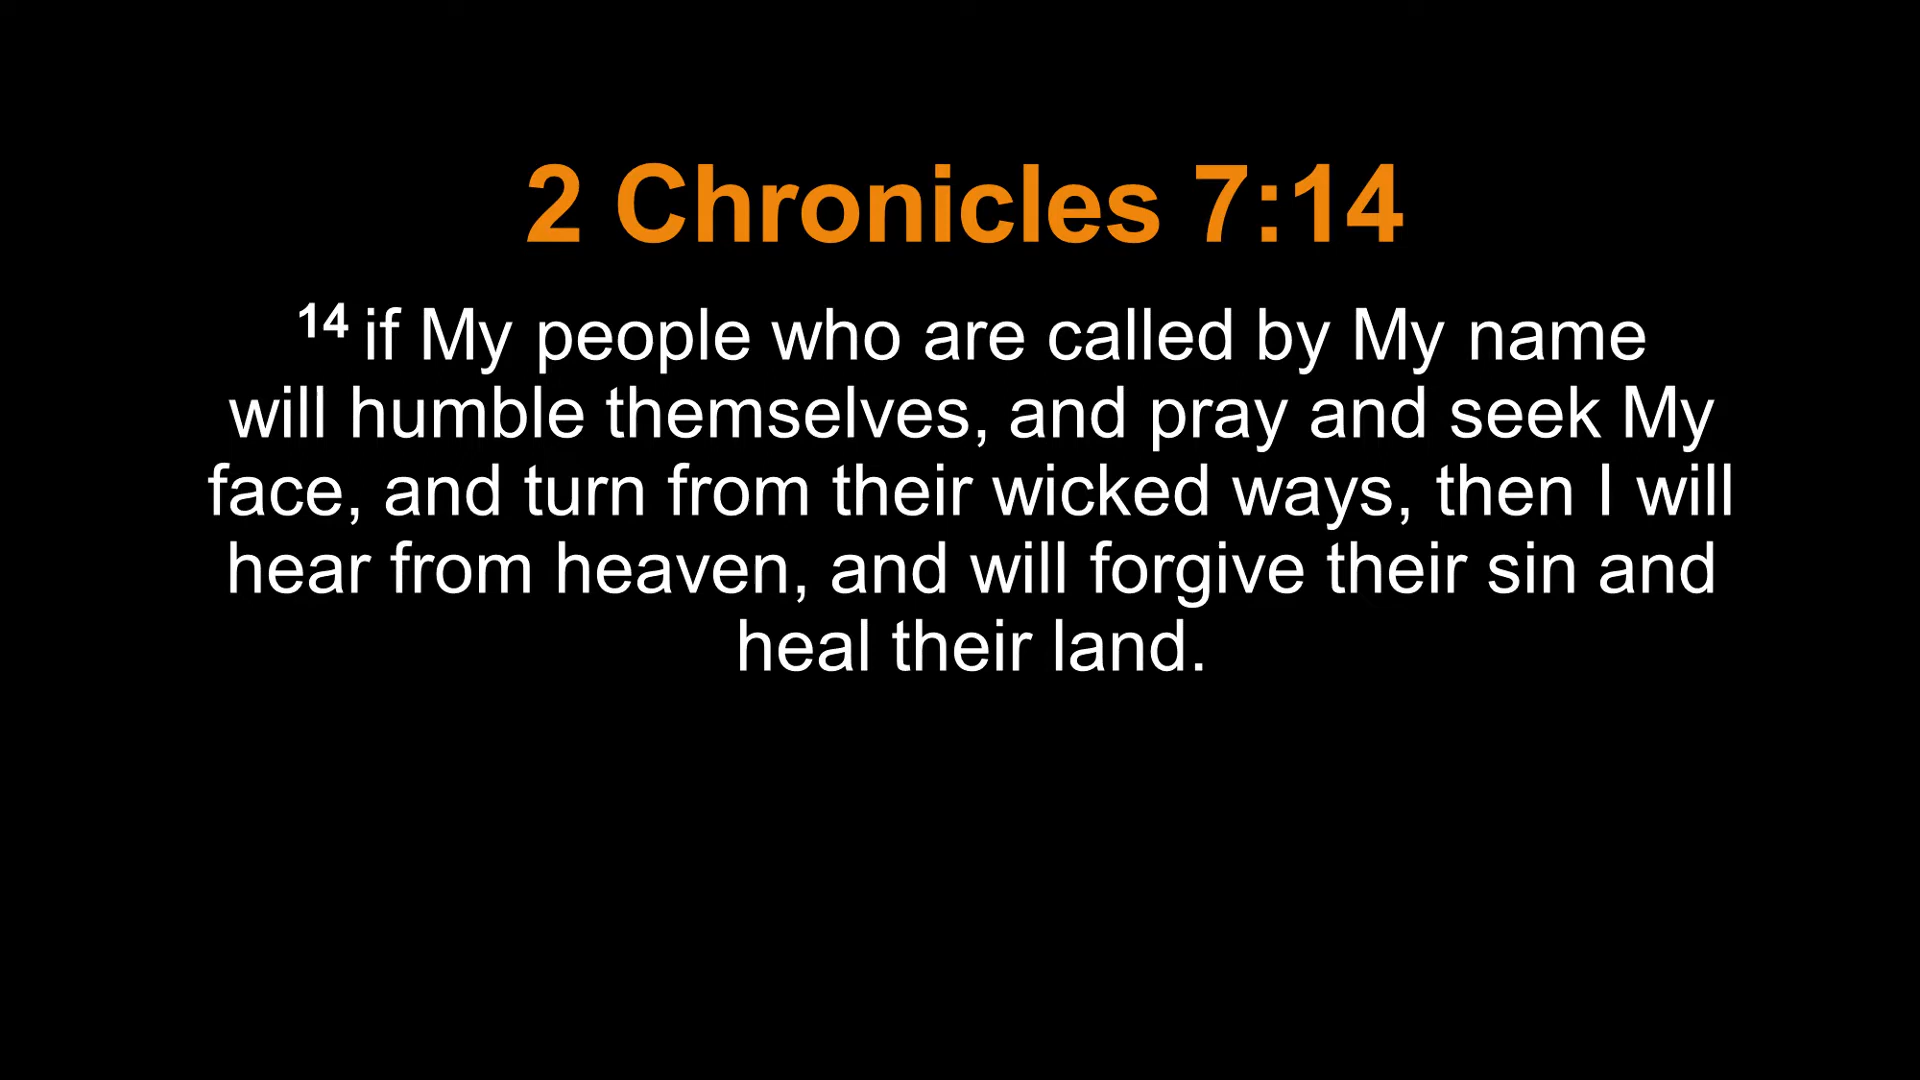 2 Chronicles 7:14
14 if My people who are called by My name
will humble themselves, and pray and seek My
face, and turn from their wicked ways, then I will
hear from heaven, and will forgive their sin and
heal their land.